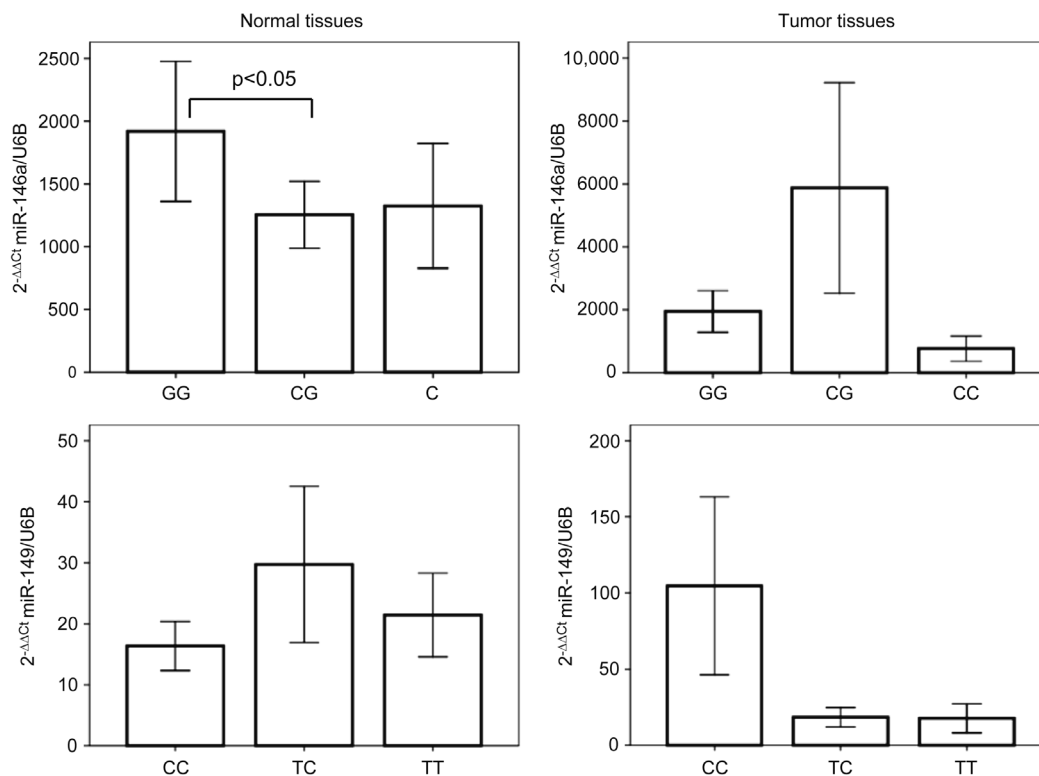 Normal tissues
2500
2000
1500
1000
500
0
2-ΔΔCt miR-146a/U6B
p<0.05
GG CG C
Tumor tissues
10,000
8000
6000
4000
2000
0
2-ΔΔCt miR-146a/U6B
GG CG CC
50
40
30
20
10
0
2-ΔΔCt miR-149/U6B
CC TC TT
200
150
100
50
0
2-ΔΔCt miR-149/U6B
CC TC TT